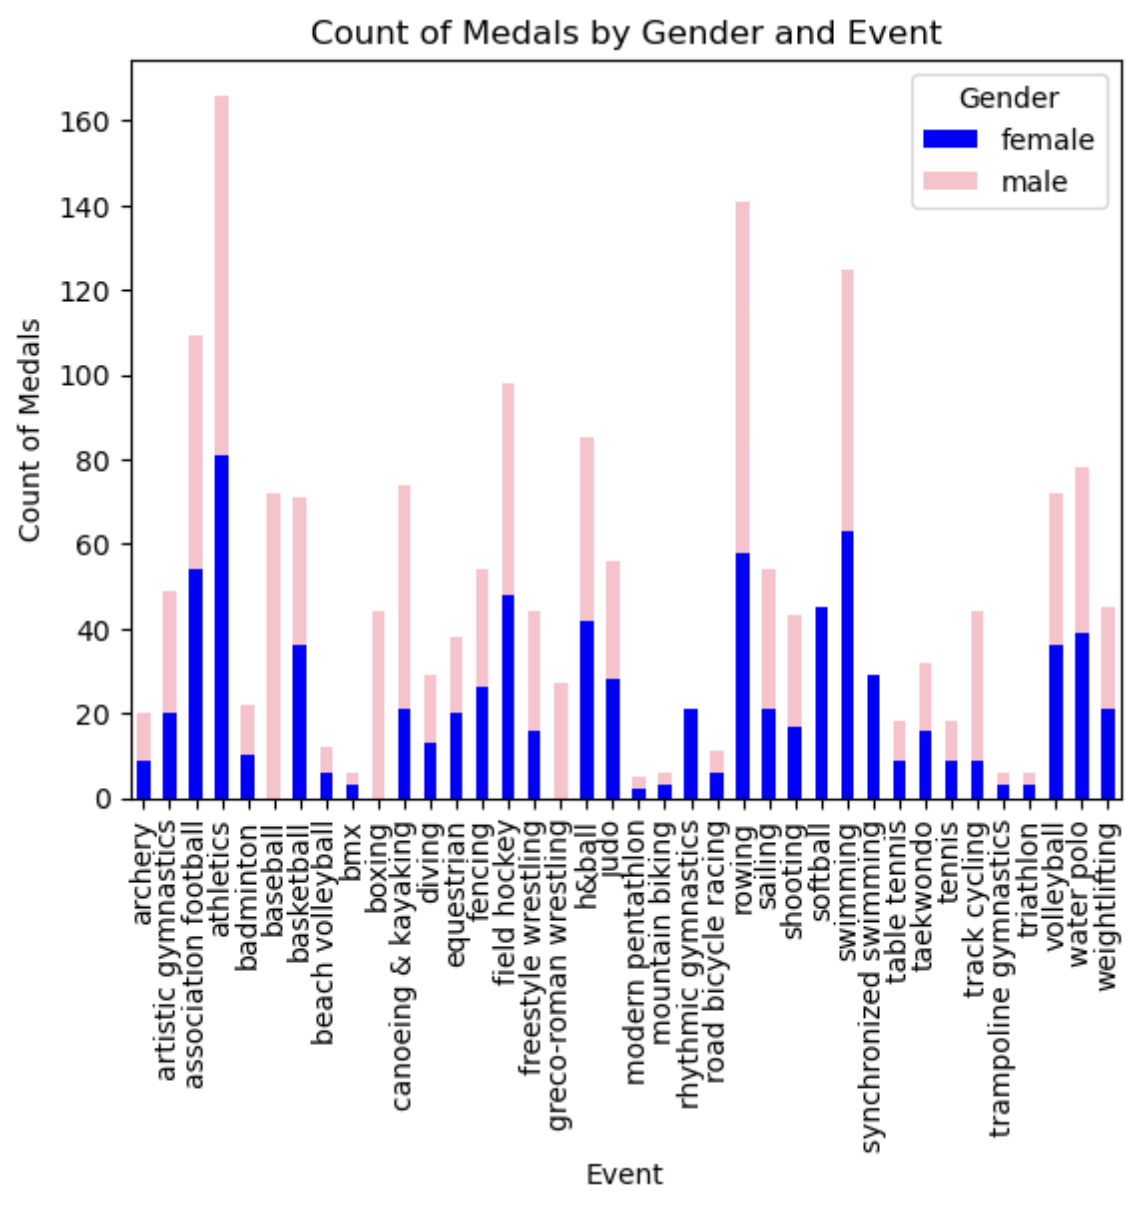 Count of Medals by Gender and Event
Gender
female
male
Count of Medals
160
140
120
100
80
60
40
20
0
archery
artistic gymnastics
association football
athletics
badminton
baseball
basketball
beach volleyball
bmx
boxing
canoeing & kayaking
diving
equestrian
fencing
field hockey
freestyle wrestling
greco-roman wrestling
h&ball
judo
modern pentathlon
mountain biking
rhythmic gymnastics
road bicycle racing
rowing
sailing
shooting
softball
swimming
synchronized swimming
table tennis
taekwondo
tennis
track cycling
trampoline gymnastics
triathlon
volleyball
water polo
weightlifting
Event